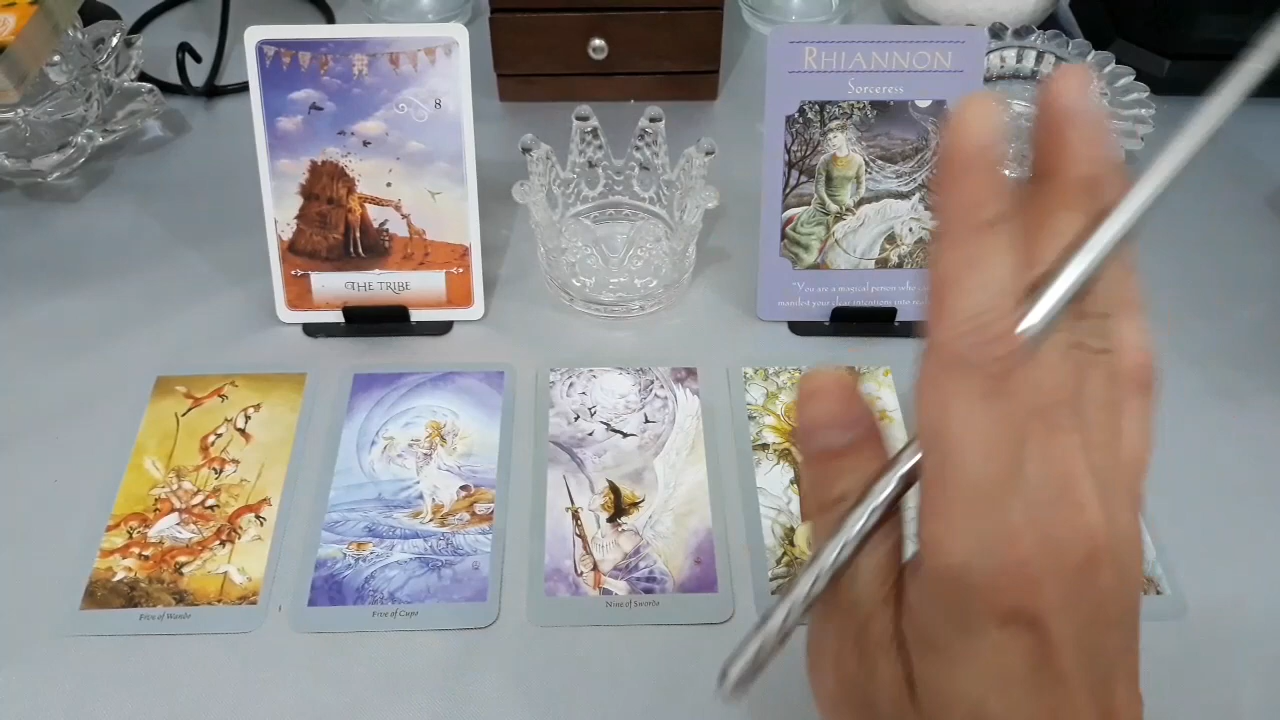 8
THE TRIBE
RHIANNON
Sorceress
"You are a magical person who
manifest your clear intentions into
Five of Wands
Five of Cups
Nine of Swords